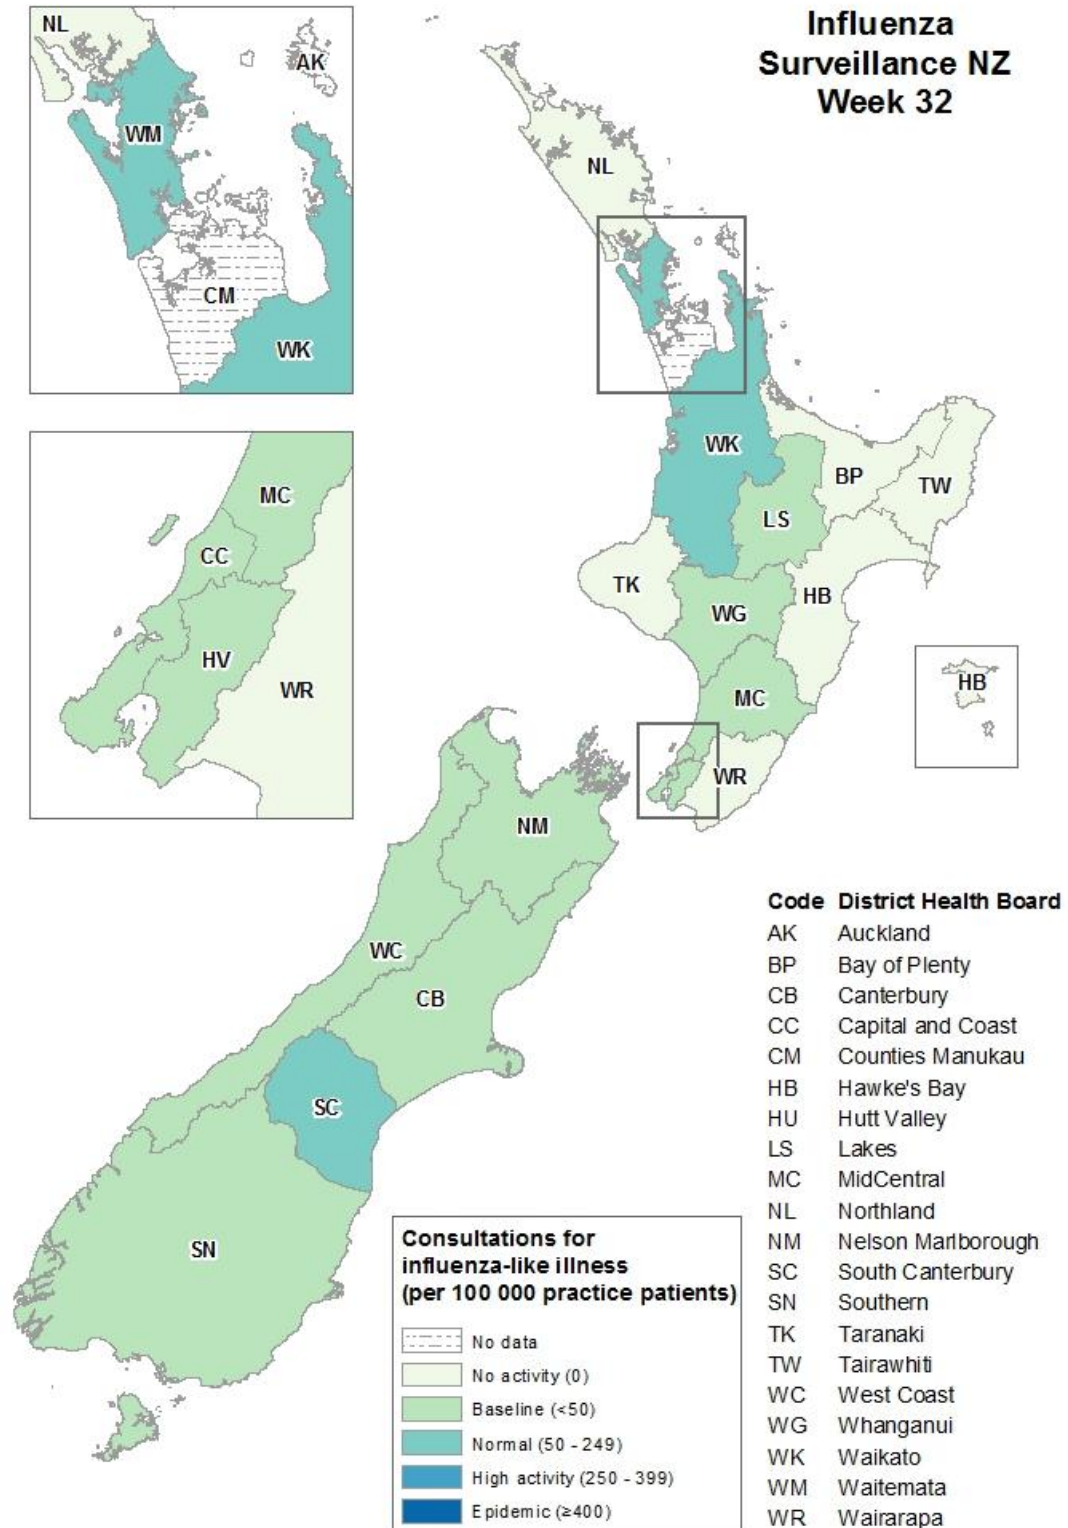 Influenza
Surveillance NZ
Week 32
NL
AK
WM
CM
WK
NL
WK
BP
TW
LS
TK
WG
HB
MC
WR
MC
CC
HV
WR
HB
NM
WC
CB
SC
SN
Code District Health Board
AK Auckland
BP Bay of Plenty
CB Canterbury
CC Capital and Coast
CM Counties Manukau
HB Hawke's Bay
HU Hutt Valley
LS Lakes
MC MidCentral
NL Northland
NM Nelson Marlborough
SC South Canterbury
SN Southern
TK Taranaki
TW Tairawhiti
WC West Coast
WG Whanganui
WK Waikato
WM Waitemata
WR Wairarapa
Consultations for
influenza-like illness
(per 100 000 practice patients)
No data
No activity (0)
Baseline (<50)
Normal (50 - 249)
High activity (250 - 399)
Epidemic (≥400)